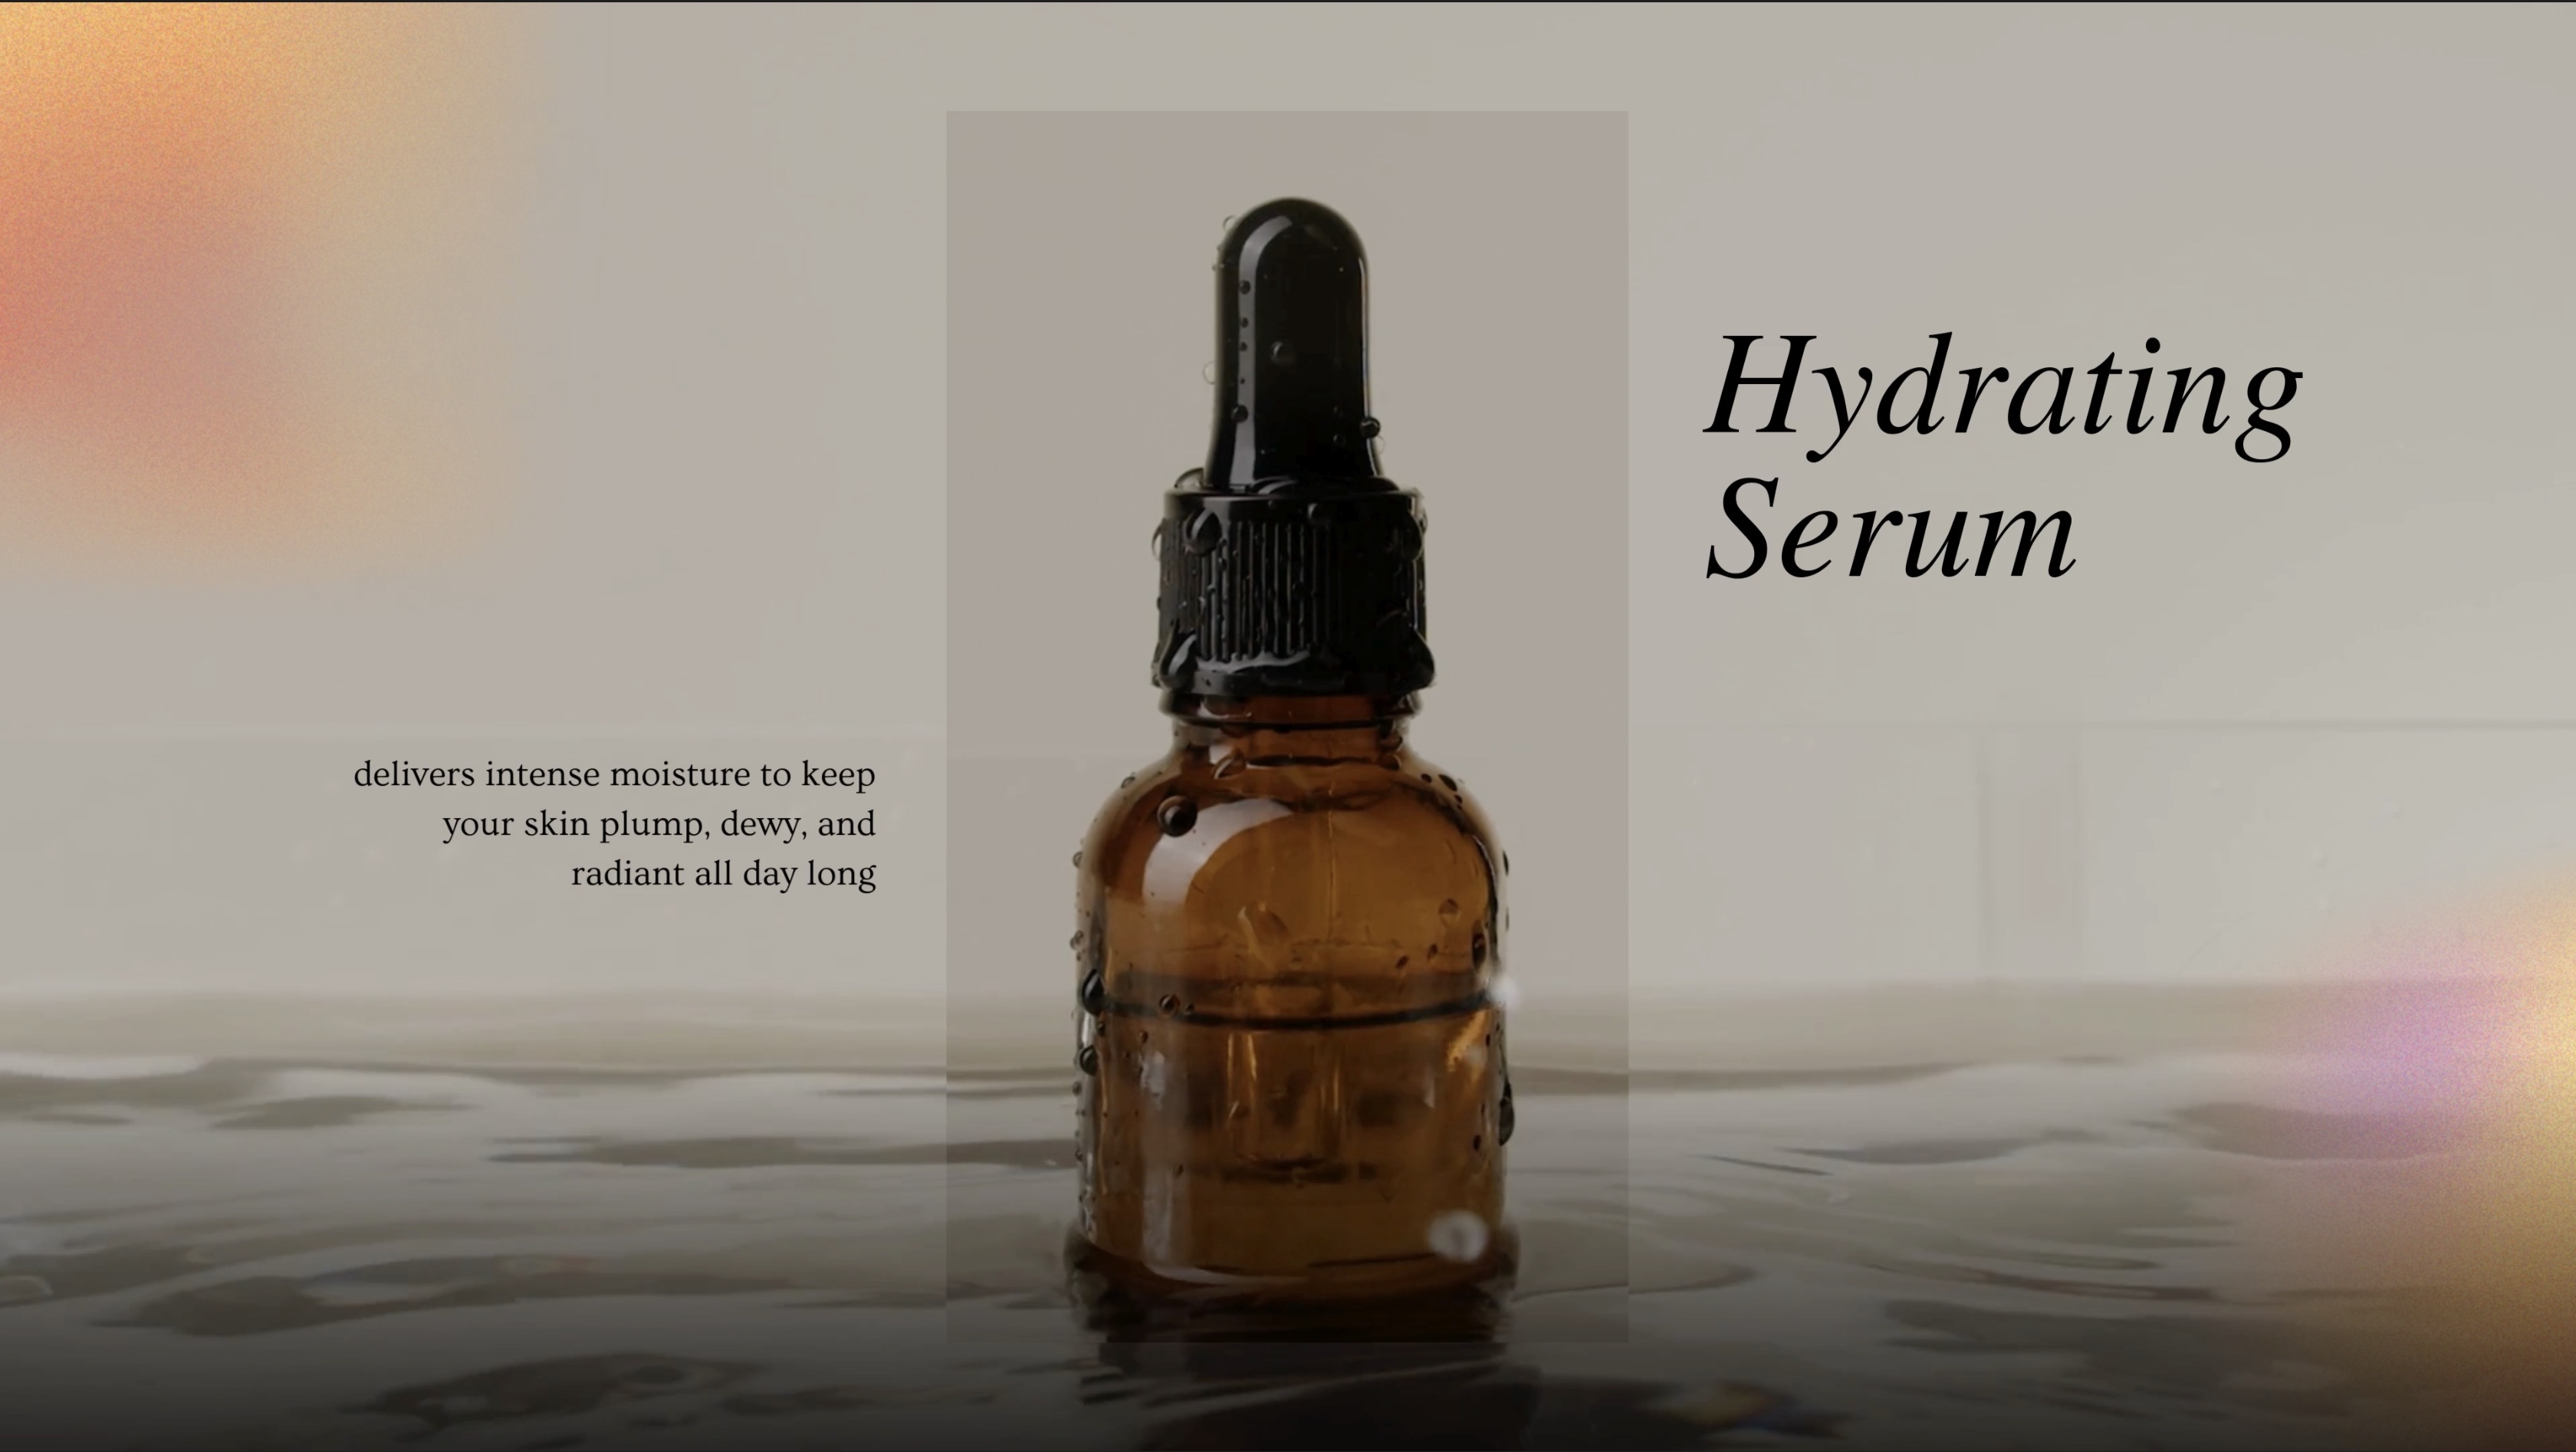 Hydrating
Serum
delivers intense moisture to keep
your skin plump, dewy, and
radiant all day long